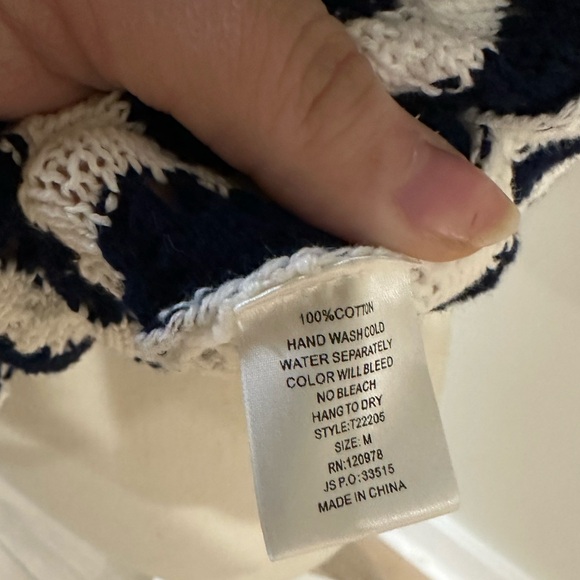 100%COTTON
HAND WASH COLD
WATER SEPARATELY
COLOR WILL BLEED
NO BLEACH
HANG TO DRY
STYLE:T22205
SIZE: M
RN:120978
JS P.O:33515
MADE IN CHINA